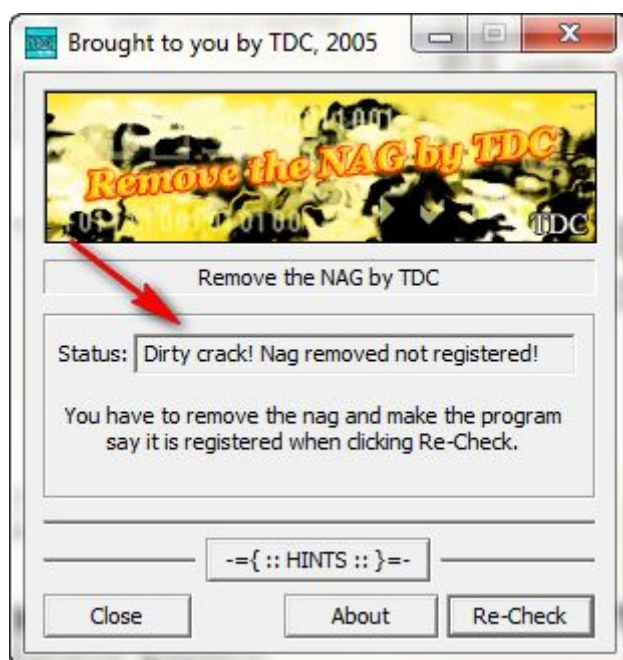 Brought to you by TDC, 2005
Remove the NAG by TDC
TDC
Remove the NAG by TDC
Status: Dirty crack! Nag removed not registered!
You have to remove the nag and make the program
say it is registered when clicking Re-Check.
-={ :: HINTS :: }=-
Close About Re-Check